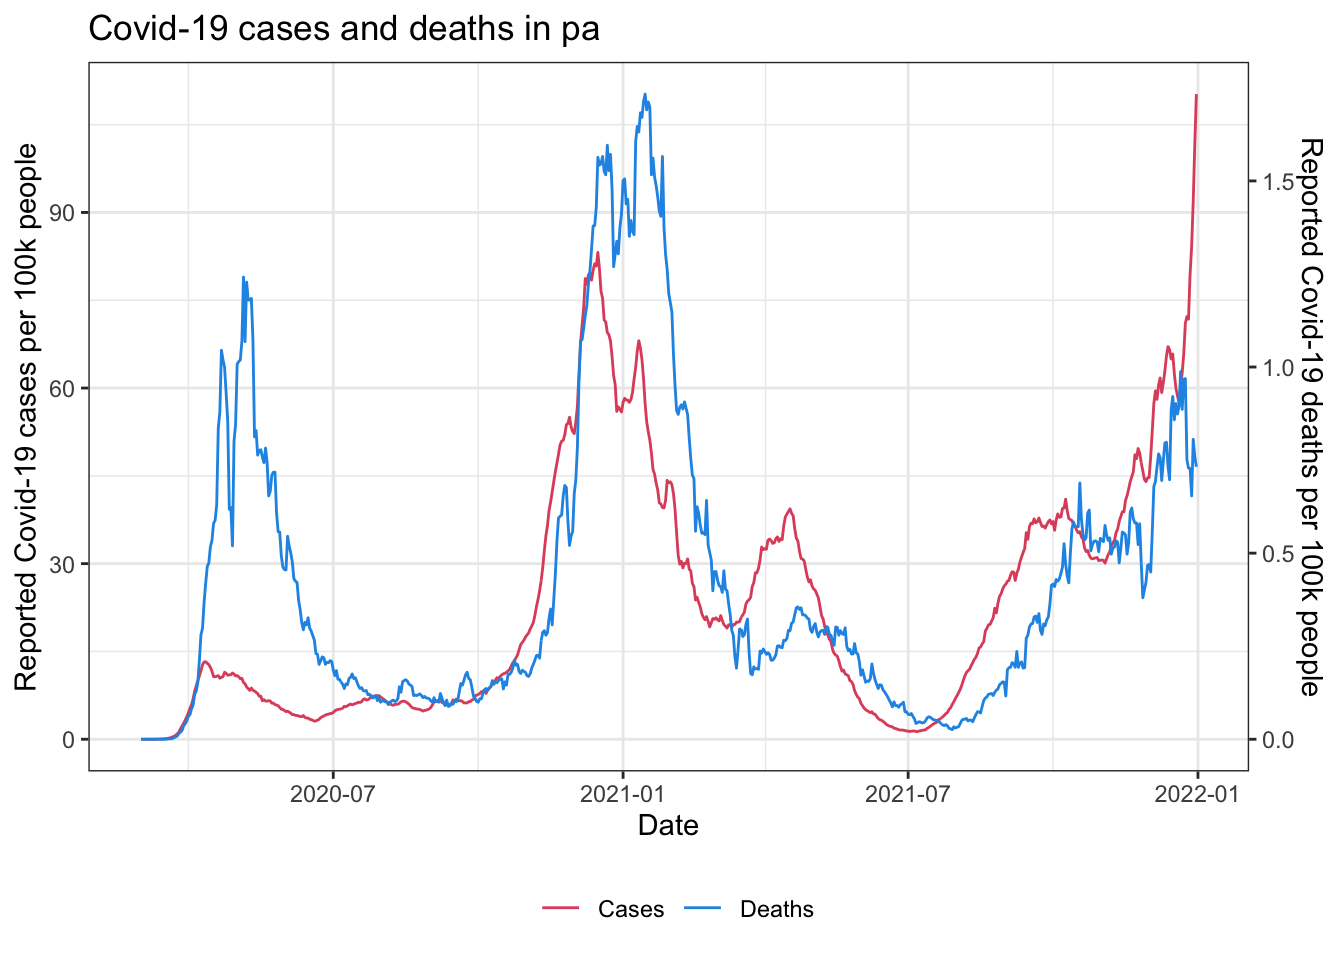 Covid-19 cases and deaths in pa
Reported Covid-19 cases per 100k people
90
60
30
0
1.5
1.0
0.5
0.0
Reported Covid-19 deaths per 100k people
2020-07
2021-01
2021-07
2022-01
Date
Cases
Deaths